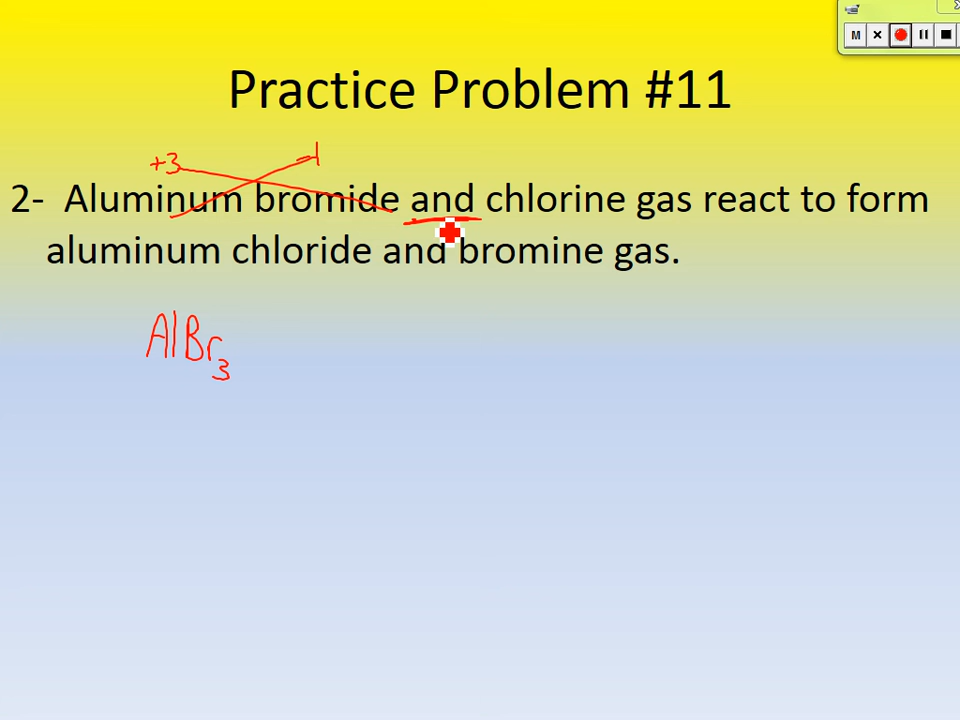 M
Practice Problem #11
+3 -1
2- Aluminum bromide and chlorine gas react to form
aluminum chloride and bromine gas.
AlBr3